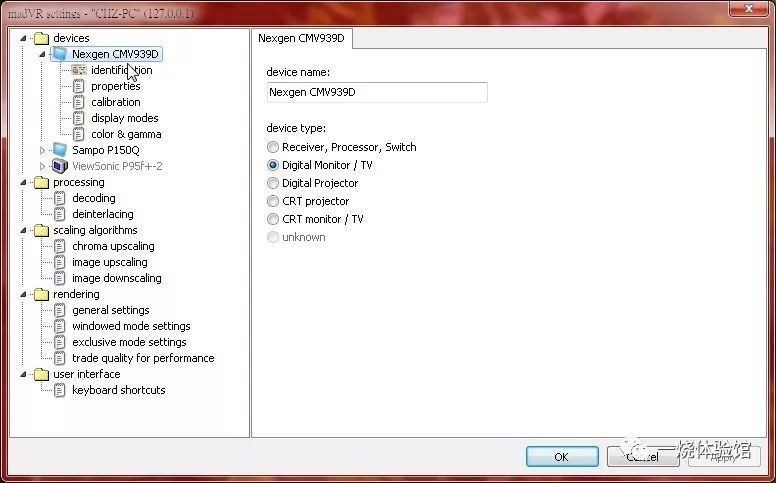 madVR settings - "CHZ-PC" (127.0.0.1)
devices
Nexgen CMV939D
identification
properties
calibration
display modes
color & gamma
Sampo P150Q
ViewSonic P95f+-2
processing
decoding
deinterlacing
scaling algorithms
chroma upscaling
image upscaling
image downscaling
rendering
general settings
windowed mode settings
exclusive mode settings
trade quality for performance
user interface
keyboard shortcuts
Nexgen CMV939D
device name:
Nexgen CMV939D
device type:
Receiver, Processor, Switch
Digital Monitor / TV
Digital Projector
CRT projector
CRT monitor / TV
unknown
OK
Cancel
Apply
一烧体验馆